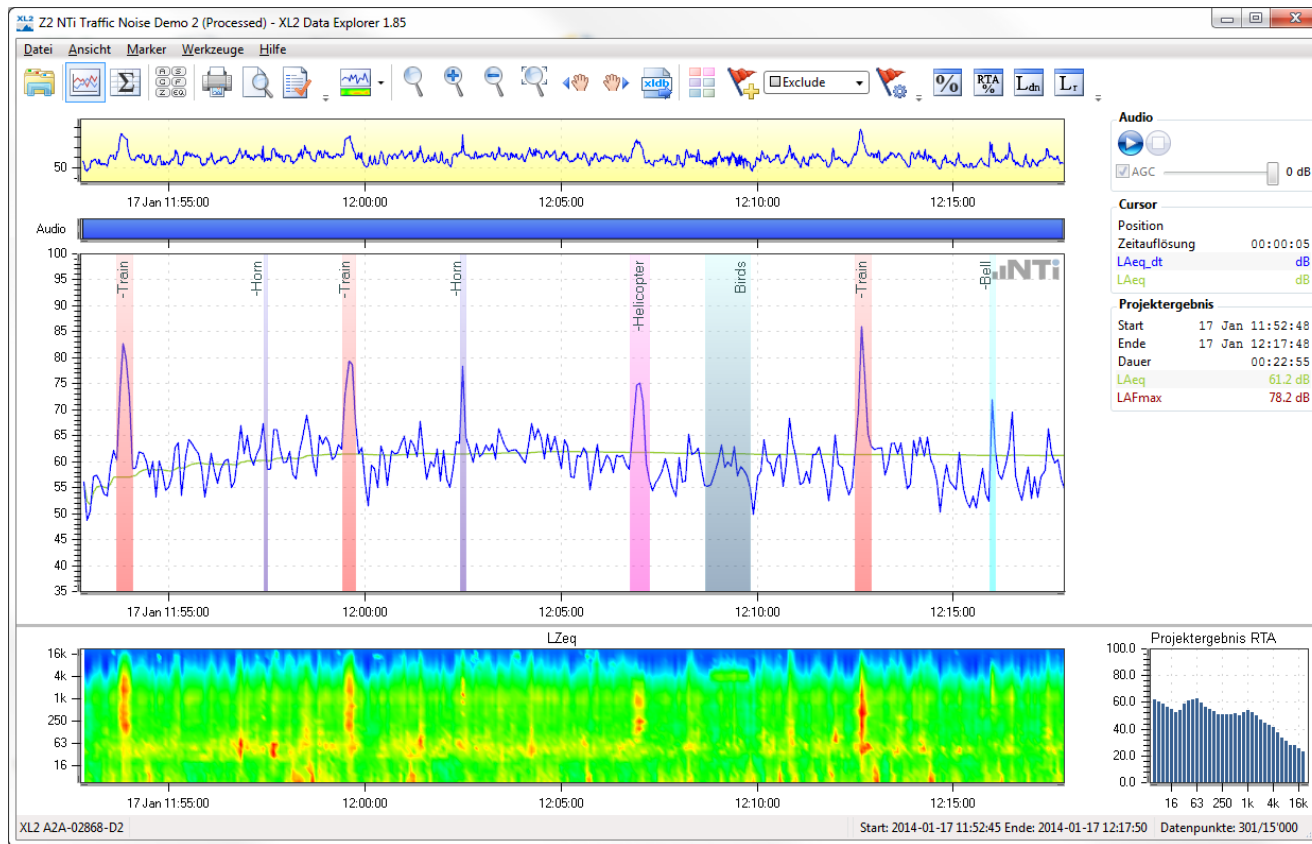 XL2 Z2 NTi Traffic Noise Demo 2 (Processed) - XL2 Data Explorer 1.85
Datei Ansicht Marker Werkzeuge Hilfe
A S
C F
Z EQ
xldb
Exclude
%
RTA %
Ldn
Lr
50
17 Jan 11:55:00 12:00:00 12:05:00 12:10:00 12:15:00
Audio
AGC 0 dB
Cursor
Position
Zeitauflösung 00:00:05
LAeq_dt dB
LAeq dB
Projektergebnis
Start 17 Jan 11:52:48
Ende 17 Jan 12:17:48
Dauer 00:22:55
LAeq 61.2 dB
LAFmax 78.2 dB
Audio
100
95
90
85
80
75
70
65
60
55
50
45
40
35
-Train
-Horn
-Train
-Horn
-Helicopter
Birds
-Train
-Bell
NTi
17 Jan 11:55:00 12:00:00 12:05:00 12:10:00 12:15:00
LZeq
16k
4k
1k
250
63
16
17 Jan 11:55:00 12:00:00 12:05:00 12:10:00 12:15:00
Projektergebnis RTA
100.0
80.0
60.0
40.0
20.0
0.0
16 63 250 1k 4k 16k
XL2 A2A-02868-D2
Start: 2014-01-17 11:52:45 Ende: 2014-01-17 12:17:50 Datenpunkte: 301/15'000